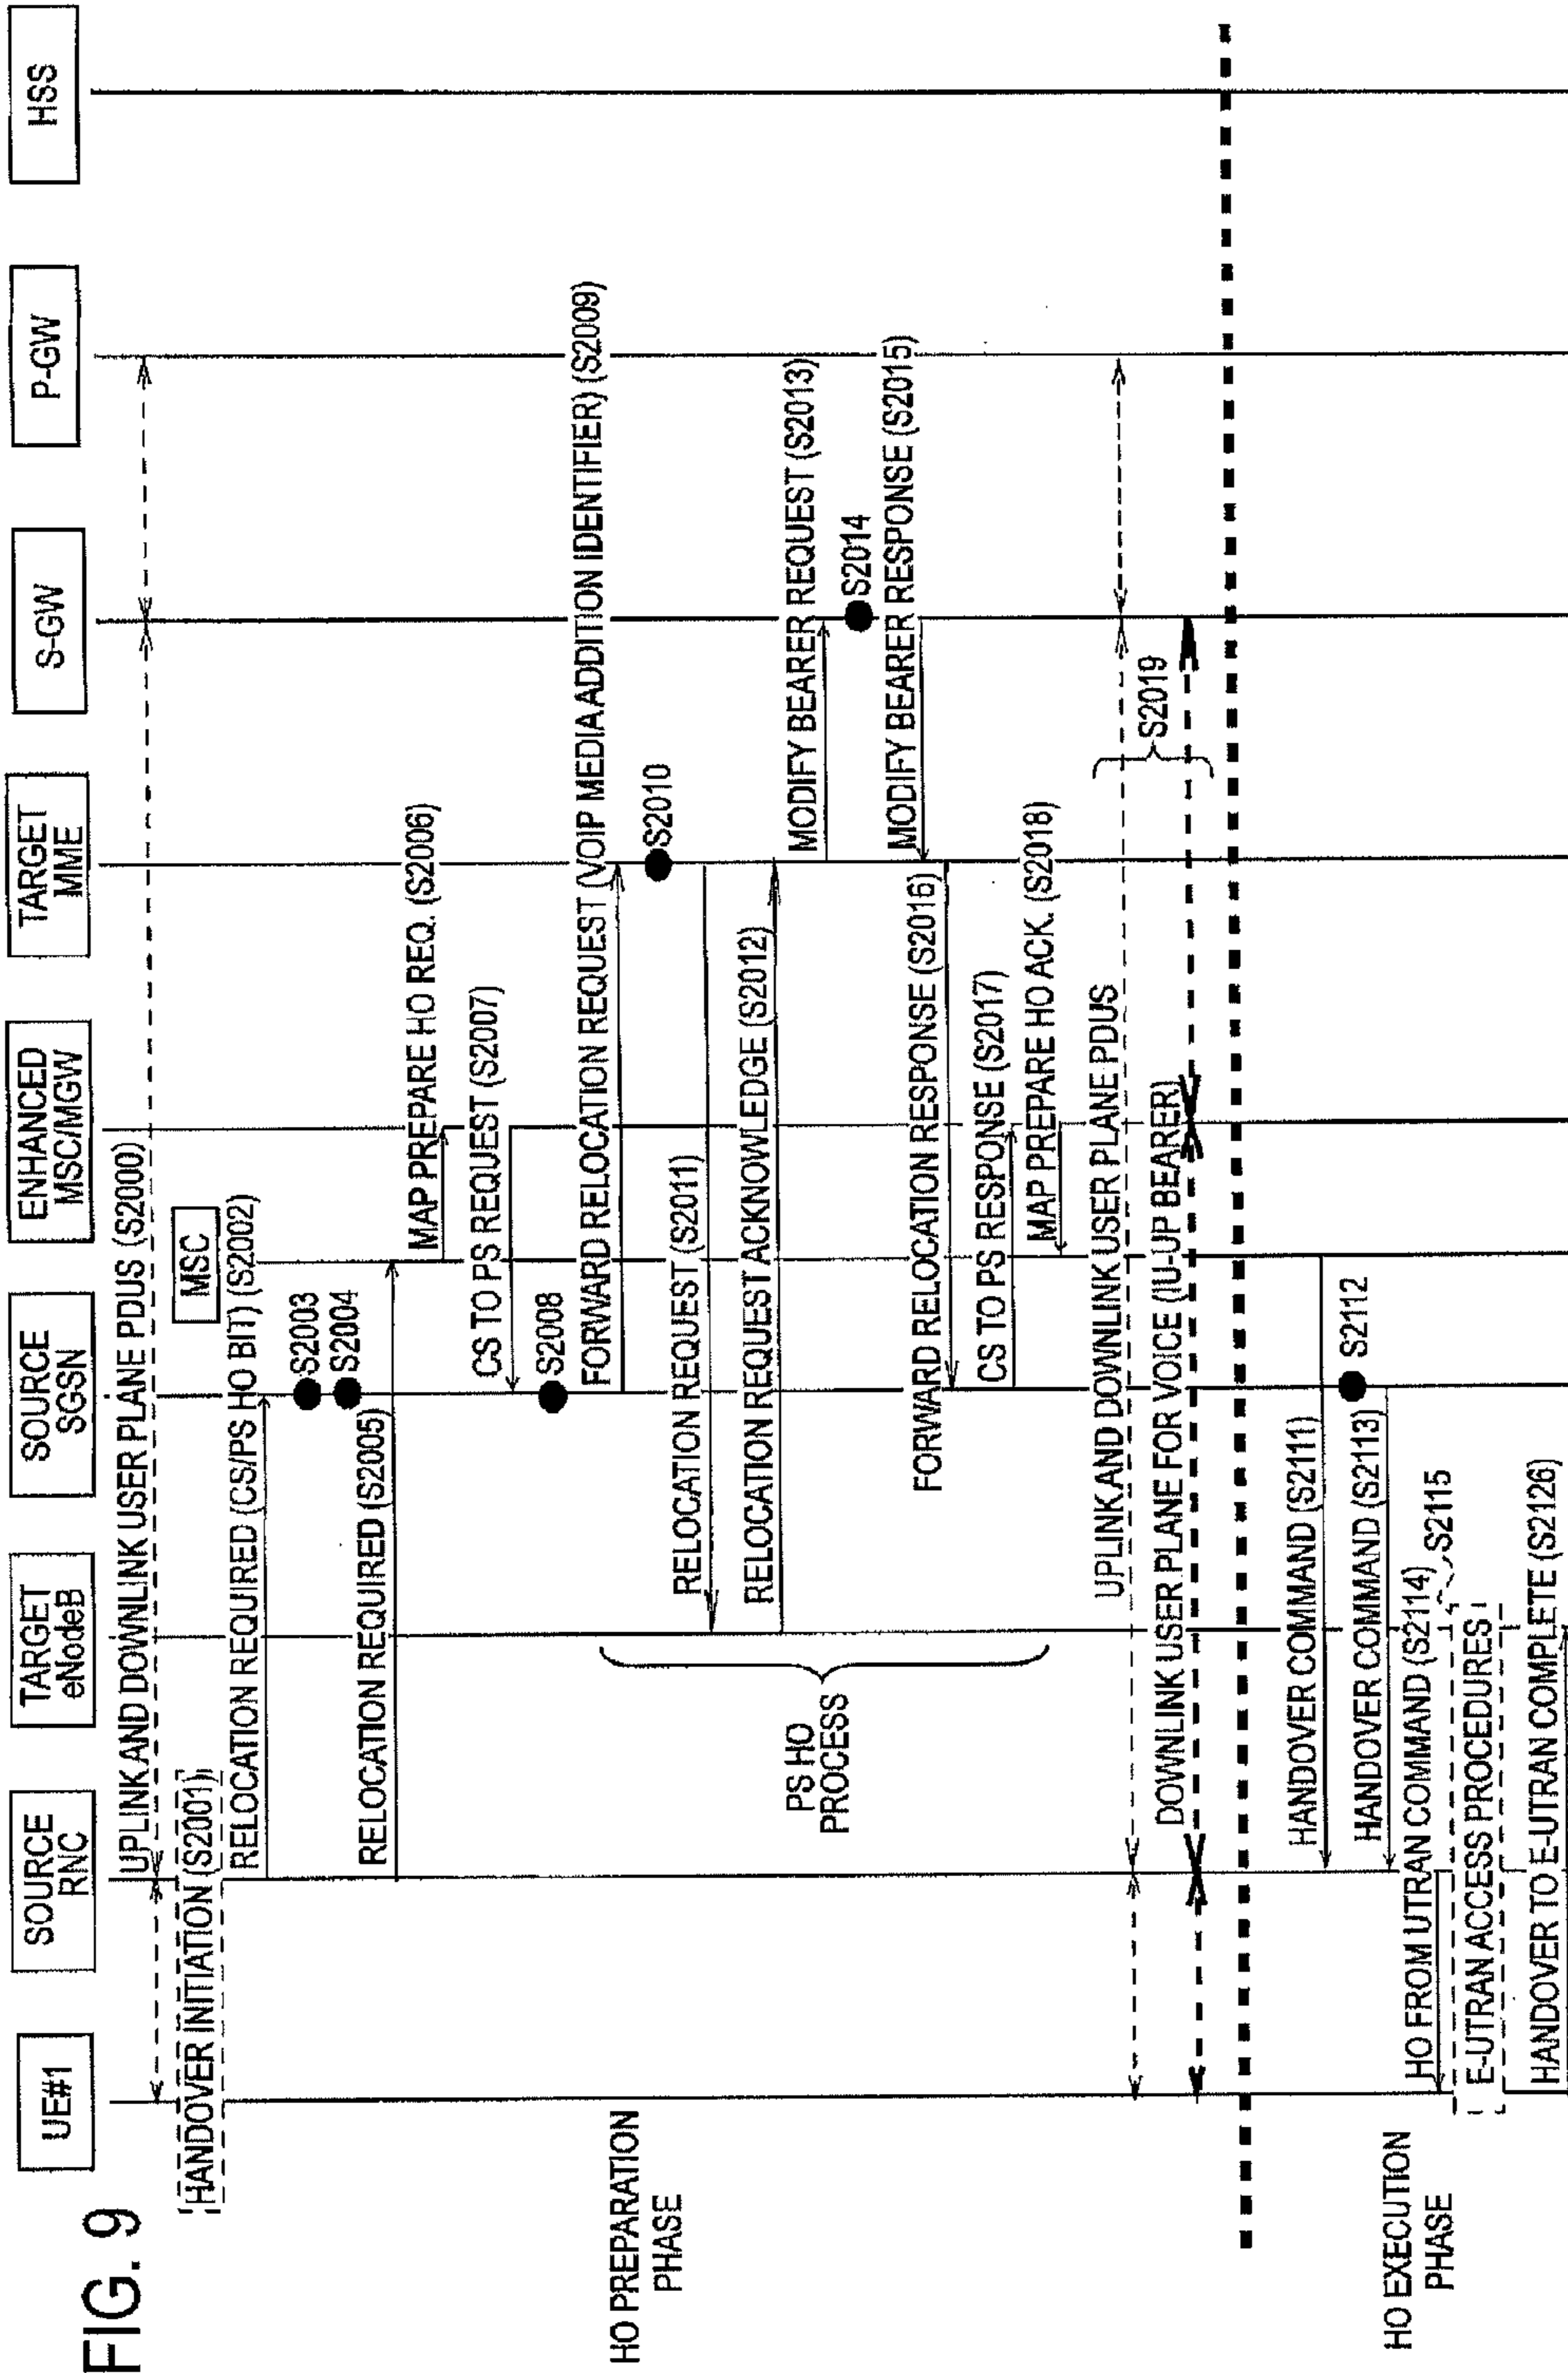 FIG. 9
UE#1
SOURCE
RNC
TARGET
eNodeB
SOURCE
SGSN
ENHANCED
MSC/MGW
TARGET
MME
S-GW
P-GW
HSS
UPLINK AND DOWNLINK USER PLANE PDUS (S2000)
HANDOVER INITIATION (S2001)
MSC
RELOCATION REQUIRED (CS/PS HO BIT) (S2002)
S2003
S2004
RELOCATION REQUIRED (S2005)
MAP PREPARE HO REQ. (S2006)
CS TO PS REQUEST (S2007)
S2008
FORWARD RELOCATION REQUEST (VOIP MEDIA ADDITION IDENTIFIER) (S2009)
HO PREPARATION
PHASE
S2010
RELOCATION REQUEST (S2011)
RELOCATION REQUEST ACKNOWLEDGE (S2012)
PS HO
PROCESS
MODIFY BEARER REQUEST (S2013)
S2014
MODIFY BEARER RESPONSE (S2015)
FORWARD RELOCATION RESPONSE (S2016)
CS TO PS RESPONSE (S2017)
MAP PREPARE HO ACK. (S2018)
UPLINK AND DOWNLINK USER PLANE PDUS
S2019
DOWNLINK USER PLANE FOR VOICE (IU-UP BEARER)
HANDOVER COMMAND (S2111)
S2112
HANDOVER COMMAND (S2113)
HO EXECUTION
PHASE
HO FROM UTRAN COMMAND (S2114)
S2115
E-UTRAN ACCESS PROCEDURES
HANDOVER TO E-UTRAN COMPLETE (S2126)